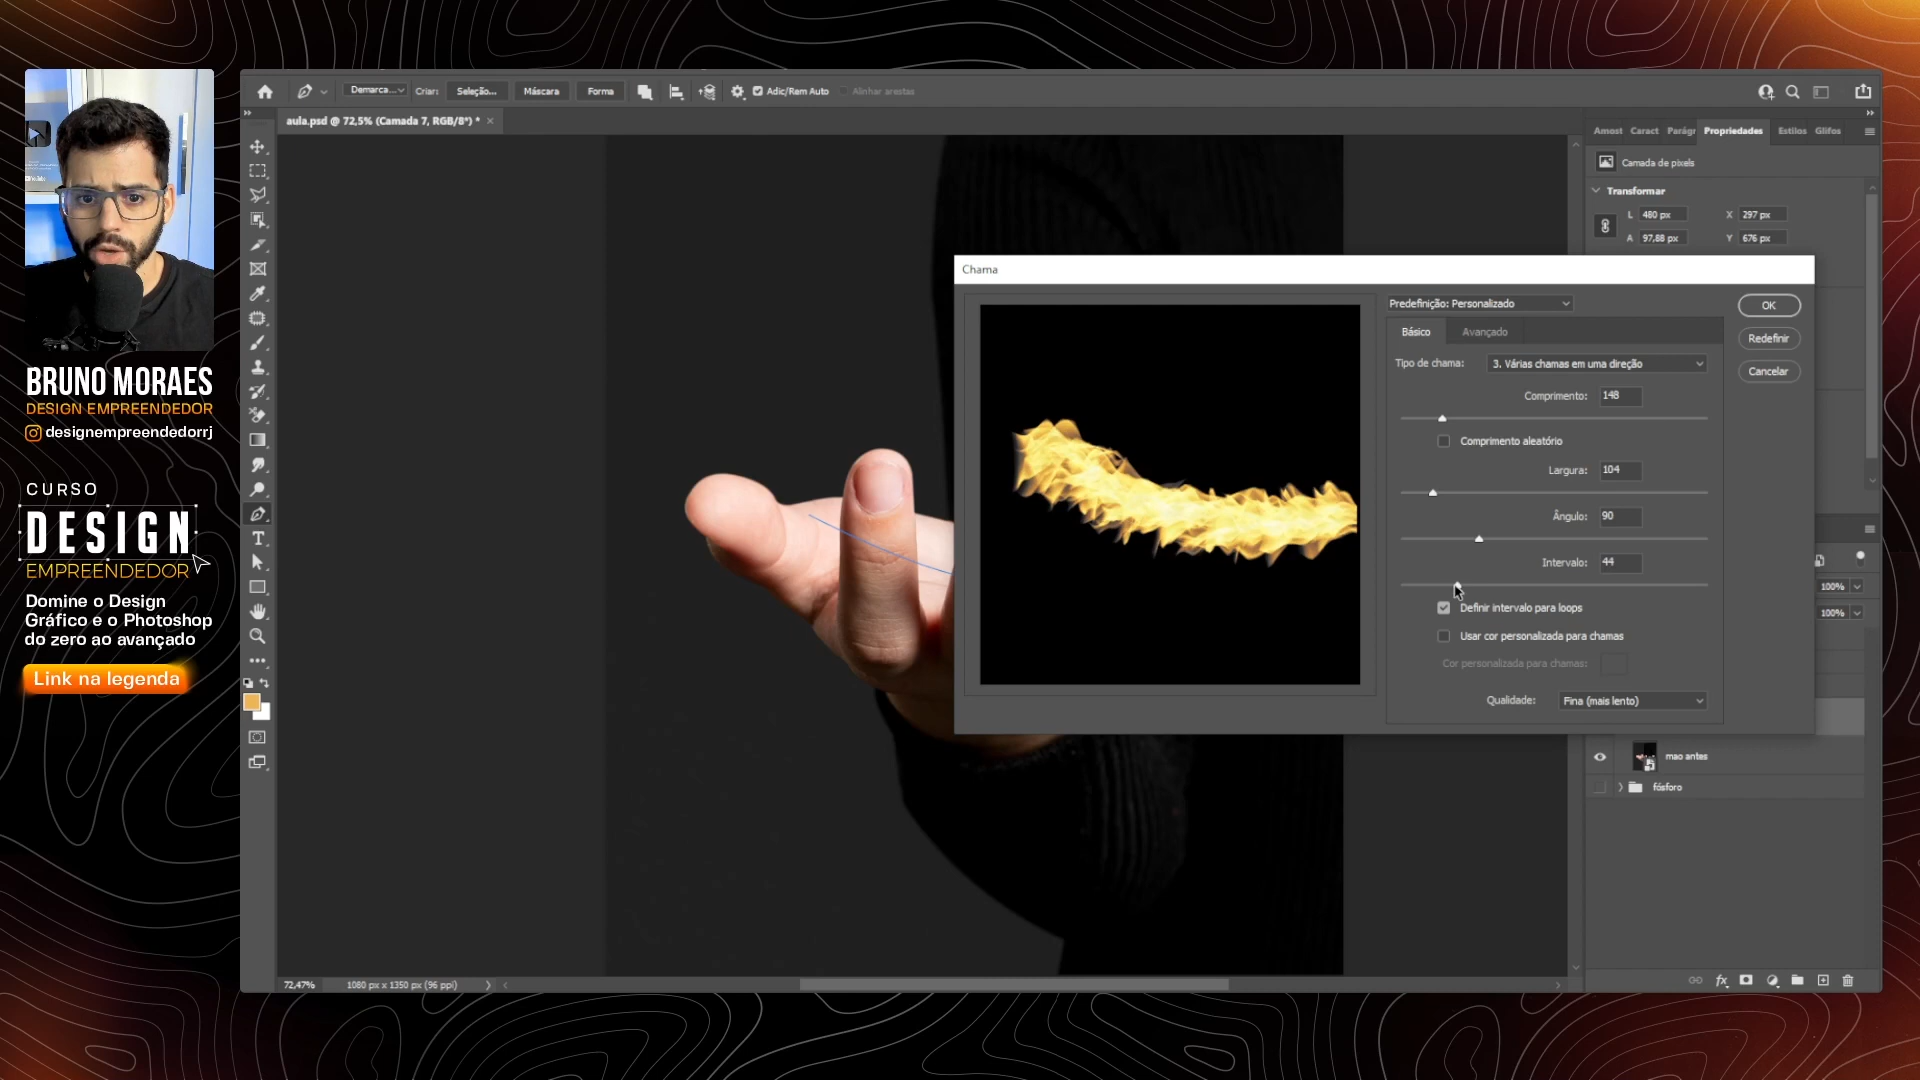 BRUNO MORAES
DESIGN EMPREENDEDOR
designempreendedorrj
CURSO
DESIGN
EMPREENDEDOR
Domine o Design
Gráfico e o Photoshop
do zero ao avançado
Link na legenda
Demarca... Criar: Seleção... Máscara Forma Adic/Rem Auto Alinhar arestas
aula.psd @ 72,5% (Camada 7, RGB/8*) * ×
Amost Caract Parágr Propriedades Estilos Glifos
Camada de pixels
Transformar
L 480 px X 297 px
A 97,88 px Y 676 px
Chama
Predefinição: Personalizado
OK
Básico Avançado
Redefinir
Tipo de chama: 3. Várias chamas em uma direção
Cancelar
Comprimento: 148
Comprimento aleatório
Largura: 104
Ângulo: 90
Intervalo: 44
Definir intervalo para loops
Usar cor personalizada para chamas
Cor personalizada para chamas:
Qualidade: Fina (mais lento)
100%
100%
mao antes
fósforo
fx
72,47% 1080 px x 1350 px (96 ppi)